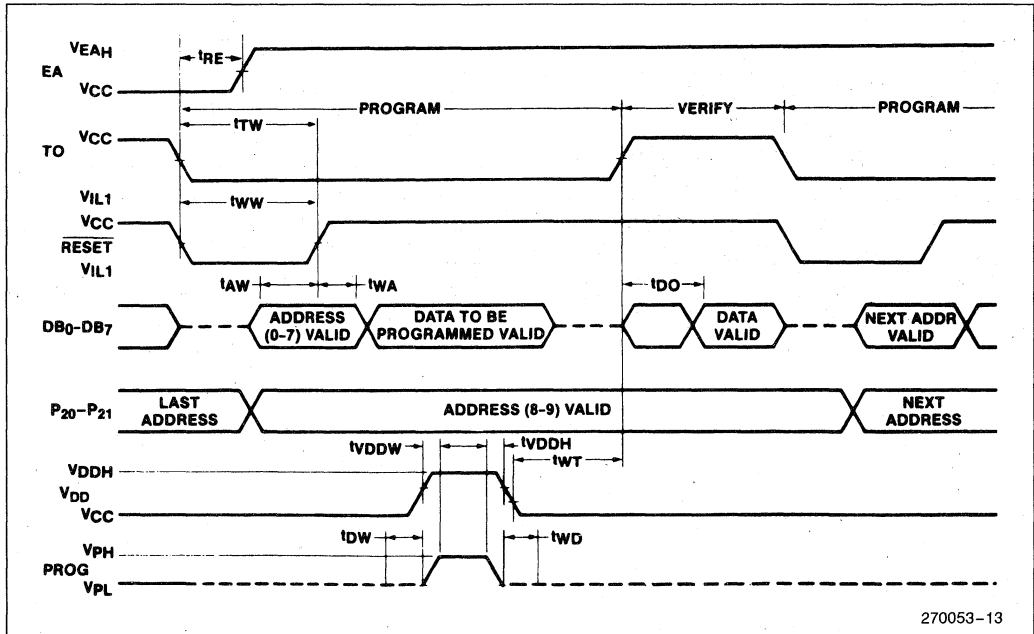 VEAH
EA
tRE
VCC
PROGRAM VERIFY PROGRAM
tTW
VCC
TO
VIL1
tWW
VCC
RESET
VIL1
tAW tWA tDO
DB0-DB7 ADDRESS (0-7) VALID DATA TO BE PROGRAMMED VALID DATA VALID NEXT ADDR VALID
P20-P21 LAST ADDRESS ADDRESS (8-9) VALID NEXT ADDRESS
tVDDW tVDDH
tWT
VDDH
VDD
VCC
tDW tWD
VPH
PROG
VPL
270053-13